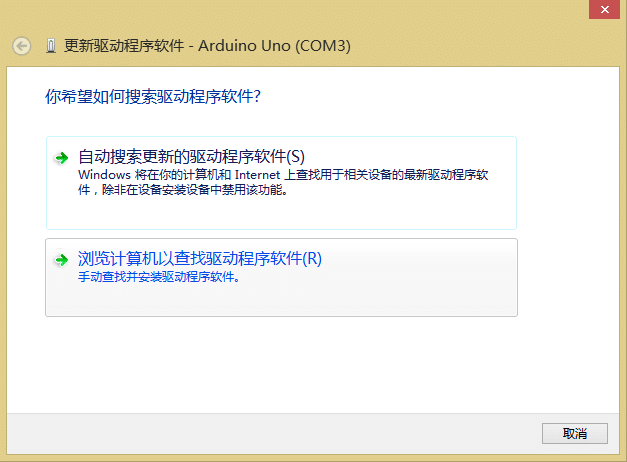 更新驱动程序软件 - Arduino Uno (COM3)
你希望如何搜索驱动程序软件?
自动搜索更新的驱动程序软件(S)
Windows 将在你的计算机和 Internet 上查找用于相关设备的最新驱动程序软
件，除非在设备安装设备中禁用该功能。
浏览计算机以查找驱动程序软件(R)
手动查找并安装驱动程序软件。
取消